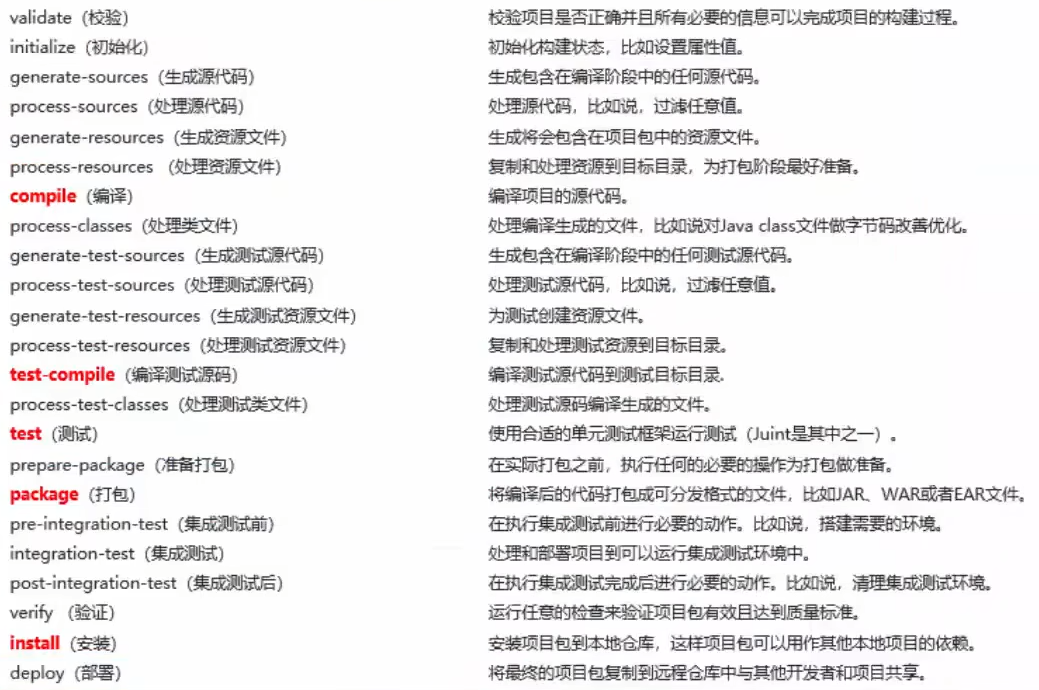 validate（校验） 校验项目是否正确并且所有必要的信息可以完成项目的构建过程。
initialize（初始化） 初始化构建状态，比如设置属性值。
generate-sources（生成源代码） 生成包含在编译阶段中的任何源代码。
process-sources（处理源代码） 处理源代码，比如说，过滤任意值。
generate-resources（生成资源文件） 生成将会包含在项目包中的资源文件。
process-resources （处理资源文件） 复制和处理资源到目标目录，为打包阶段最好准备。
compile（编译） 编译项目的源代码。
process-classes（处理类文件） 处理编译生成的文件，比如说对Java class文件做字节码改善优化。
generate-test-sources（生成测试源代码） 生成包含在编译阶段中的任何测试源代码。
process-test-sources（处理测试源代码） 处理测试源代码，比如说，过滤任意值。
generate-test-resources（生成测试资源文件） 为测试创建资源文件。
process-test-resources（处理测试资源文件） 复制和处理测试资源到目标目录。
test-compile（编译测试源码） 编译测试源代码到测试目标目录.
process-test-classes（处理测试类文件） 处理测试源码编译生成的文件。
test（测试） 使用合适的单元测试框架运行测试（Juint是其中之一）。
prepare-package（准备打包） 在实际打包之前，执行任何的必要的操作为打包做准备。
package（打包） 将编译后的代码打包成可分发格式的文件，比如JAR、WAR或者EAR文件。
pre-integration-test（集成测试前） 在执行集成测试前进行必要的动作。比如说，搭建需要的环境。
integration-test（集成测试） 处理和部署项目到可以运行集成测试环境中。
post-integration-test（集成测试后） 在执行集成测试完成后进行必要的动作。比如说，清理集成测试环境。
verify （验证） 运行任意的检查来验证项目包有效且达到质量标准。
install（安装） 安装项目包到本地仓库，这样项目包可以用作其他本地项目的依赖。
deploy（部署） 将最终的项目包复制到远程仓库中与其他开发者和项目共享。